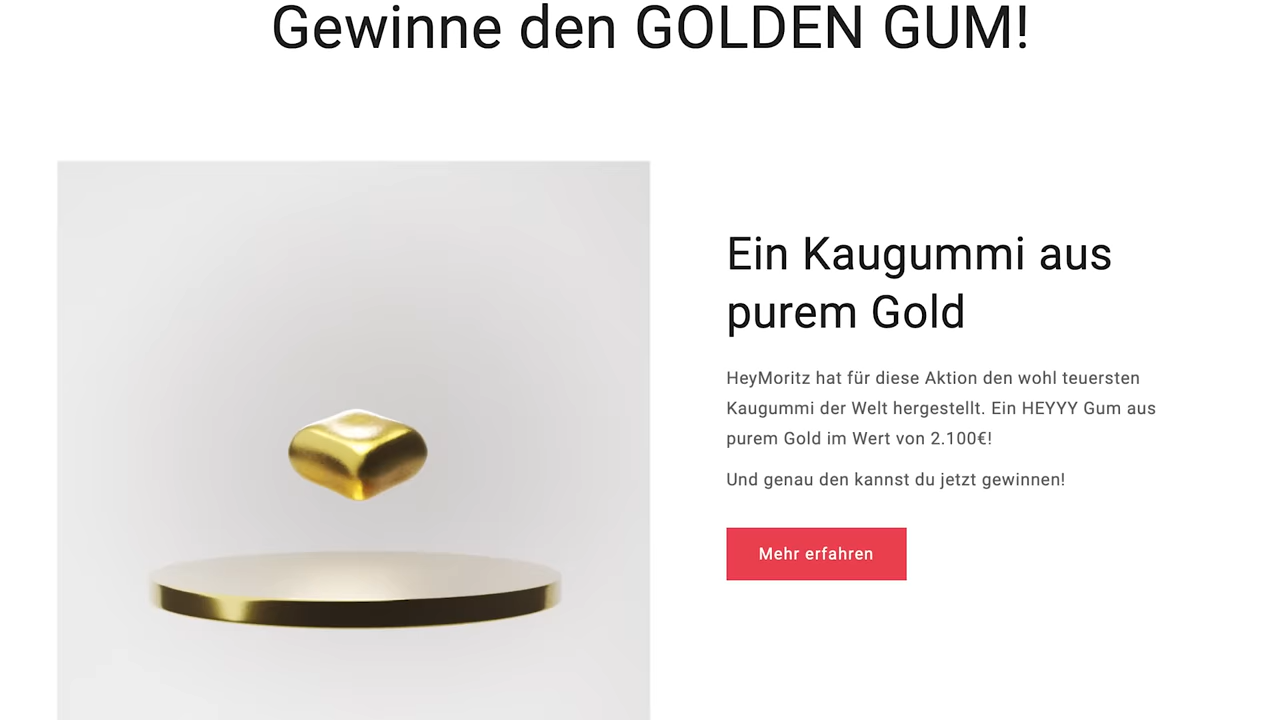 Gewinne den GOLDEN GUM!
Ein Kaugummi aus
purem Gold
HeyMoritz hat für diese Aktion den wohl teuersten
Kaugummi der Welt hergestellt. Ein HEYYY Gum aus
purem Gold im Wert von 2.100€!
Und genau den kannst du jetzt gewinnen!
Mehr erfahren